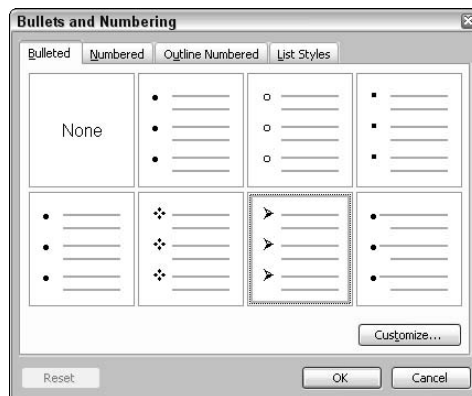 Bullets and Numbering
Bulleted Numbered Outline Numbered List Styles
None
Customize...
Reset OK Cancel